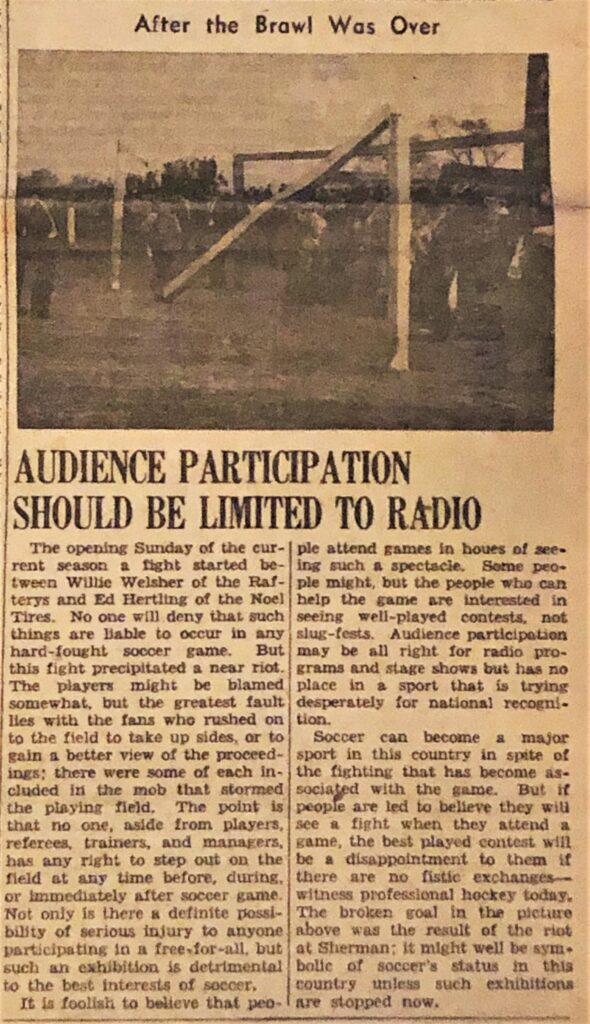 After the Brawl Was Over
AUDIENCE PARTICIPATION
SHOULD BE LIMITED TO RADIO
The opening Sunday of the cur-
rent season a fight started be-
tween Willie Welsher of the Raf-
terys and Ed Hertling of the Noel
Tires. No one will deny that such
things are liable to occur in any
hard-fought soccer game. But
this fight precipitated a near riot.
The players might be blamed
somewhat, but the greatest fault
lies with the fans who rushed on
to the field to take up sides, or to
gain a better view of the proceed-
ings; there were some of each in-
cluded in the mob that stormed
the playing field. The point is
that no one, aside from players,
referees, trainers, and managers,
has any right to step out on the
field at any time before, during,
or immediately after soccer game.
Not only is there a definite possi-
bility of serious injury to anyone
participating in a free-for-all, but
such an exhibition is detrimental
to the best interests of soccer.
It is foolish to believe that peo-
ple attend games in houes of see-
ing such a spectacle. Some peo-
ple might, but the people who can
help the game are interested in
seeing well-played contests, not
slug-fests. Audience participation
may be all right for radio pro-
grams and stage shows but has no
place in a sport that is trying
desperately for national recogni-
tion.
Soccer can become a major
sport in this country in spite of
the fighting that has become as-
sociated with the game. But if
people are led to believe they will
see a fight when they attend a
game, the best played contest will
be a disappointment to them if
there are no fistic exchanges—
witness professional hockey today.
The broken goal in the picture
above was the result of the riot
at Sherman; it might well be sym-
bolic of soccer's status in this
country unless such exhibitions
are stopped now.